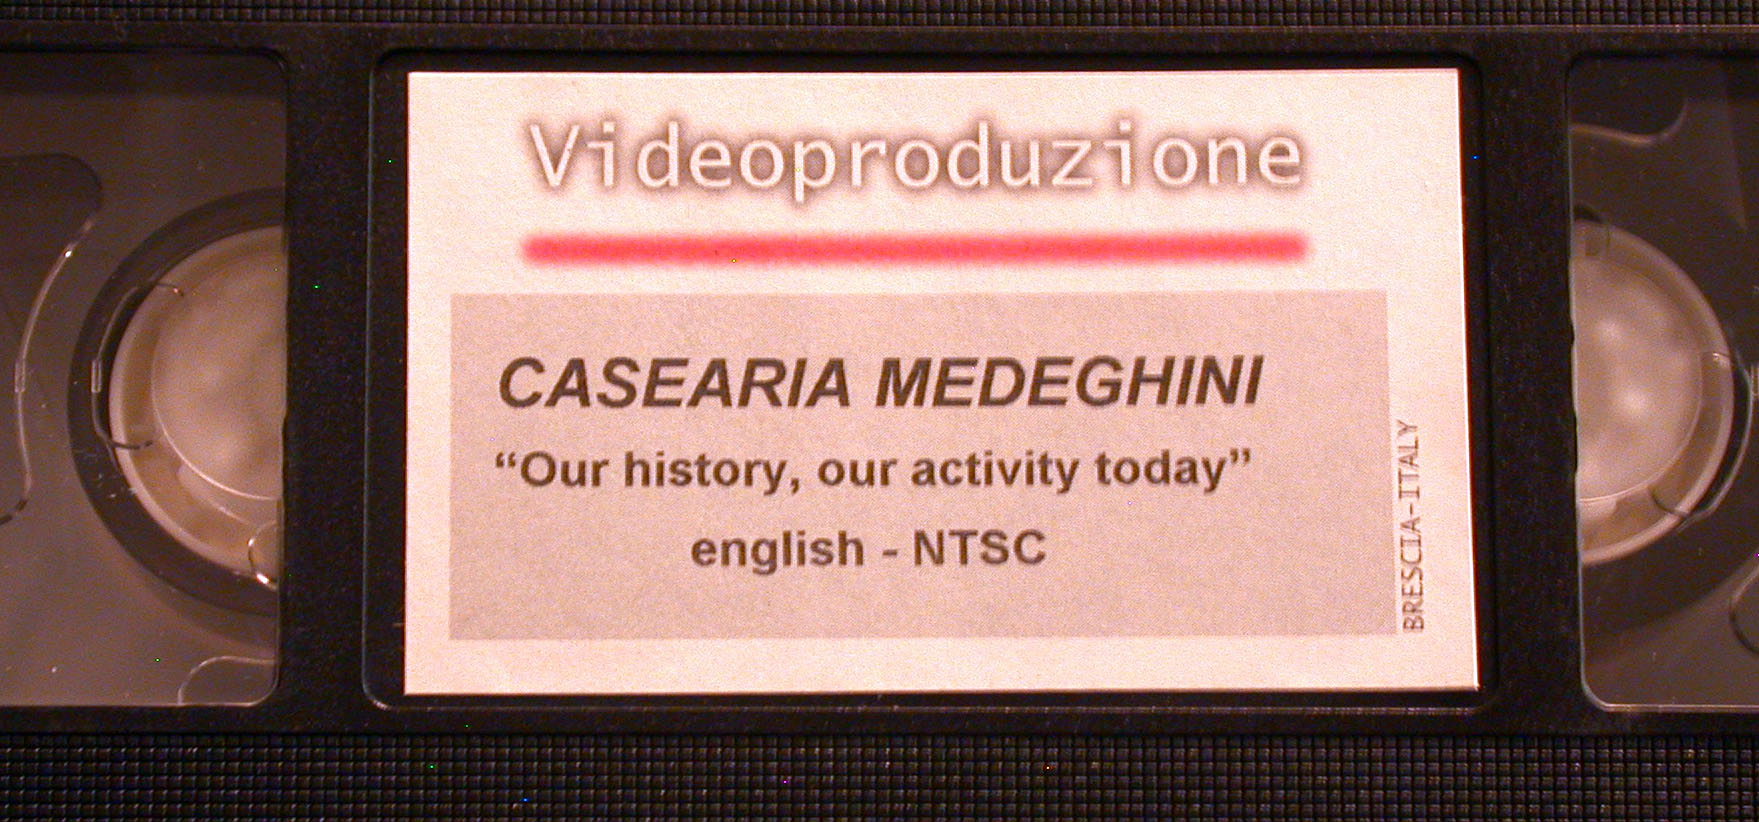 Videoproduzione
CASEARIA MEDEGHINI
“Our history, our activity today”
english - NTSC
BRESCIA-ITALY